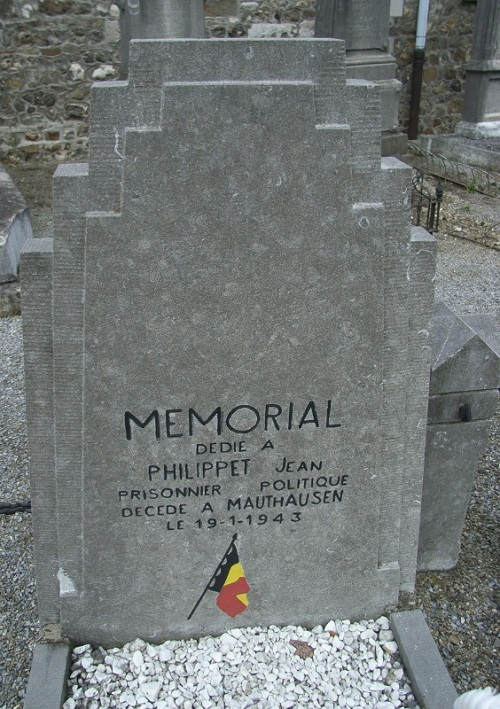 MEMORIAL
DEDIE A
PHILIPPET JEAN
PRISONNIER POLITIQUE
DECEDE A MAUTHAUSEN
LE 19-1-1943